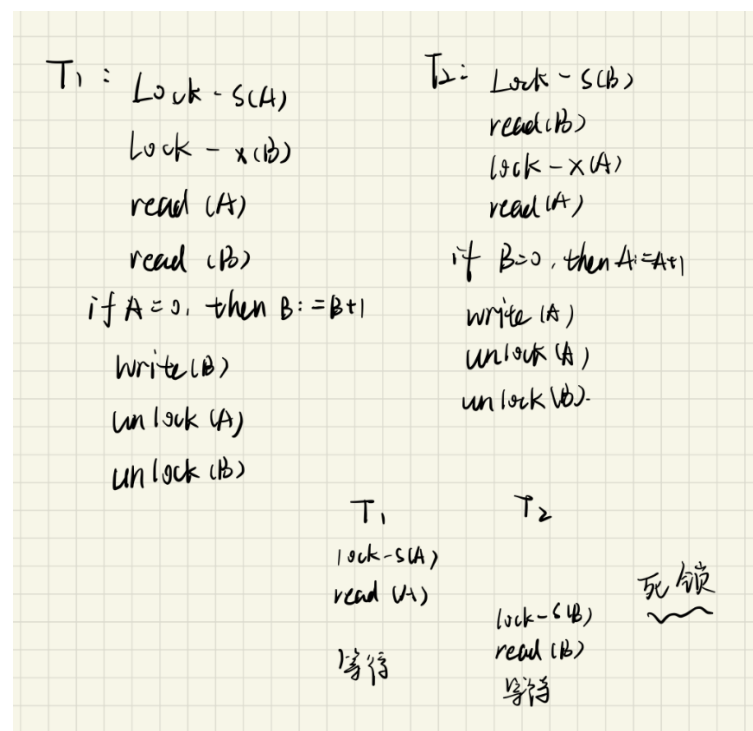 T1:
Lock-S(A)
Lock-X(B)
read(A)
read(B)
if A=0, then B:=B+1
write(B)
unlock(A)
unlock(B)
T2:
Lock-S(B)
read(B)
lock-X(A)
read(A)
if B=0, then A:=A+1
write(A)
unlock(A)
unlock(B).
T1
T2
lock-S(A)
read(A)
lock-S(B)
死锁
read(B)
等待
等待